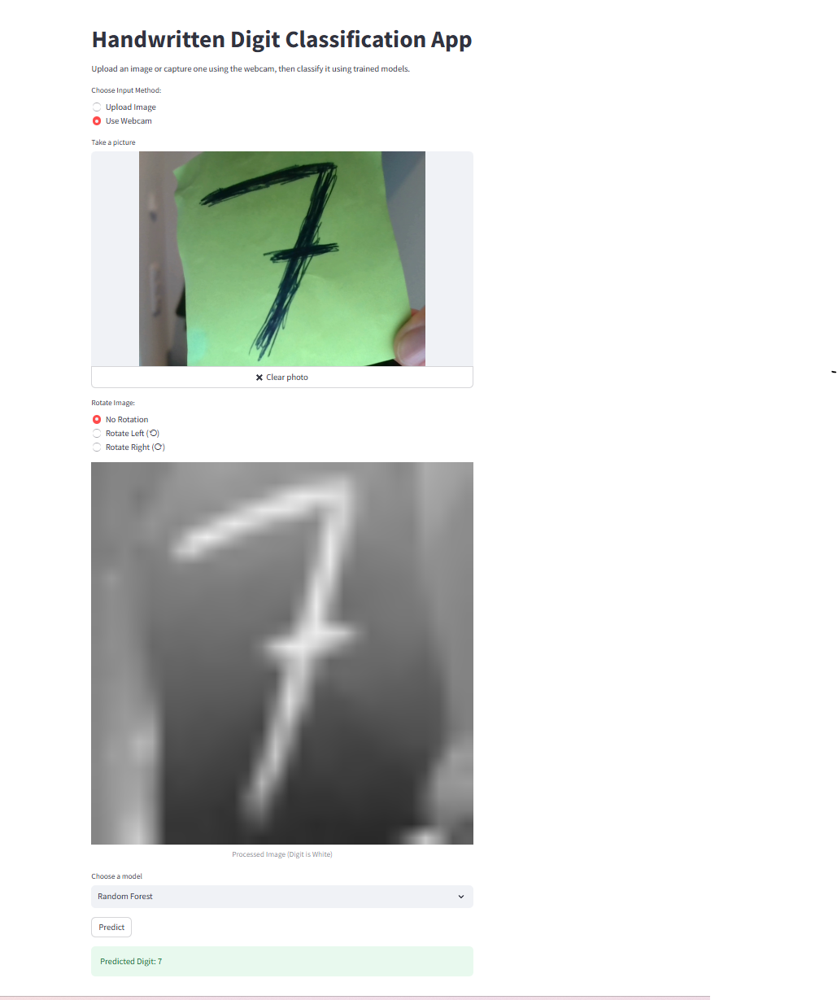 Handwritten Digit Classification App
Upload an image or capture one using the webcam, then classify it using trained models.
Choose Input Method:
Upload Image
Use Webcam
Take a picture
7
Clear photo
Rotate Image:
No Rotation
Rotate Left (↺)
Rotate Right (↻)
7
Processed Image (Digit is White)
Choose a model
Random Forest
Predict
Predicted Digit: 7